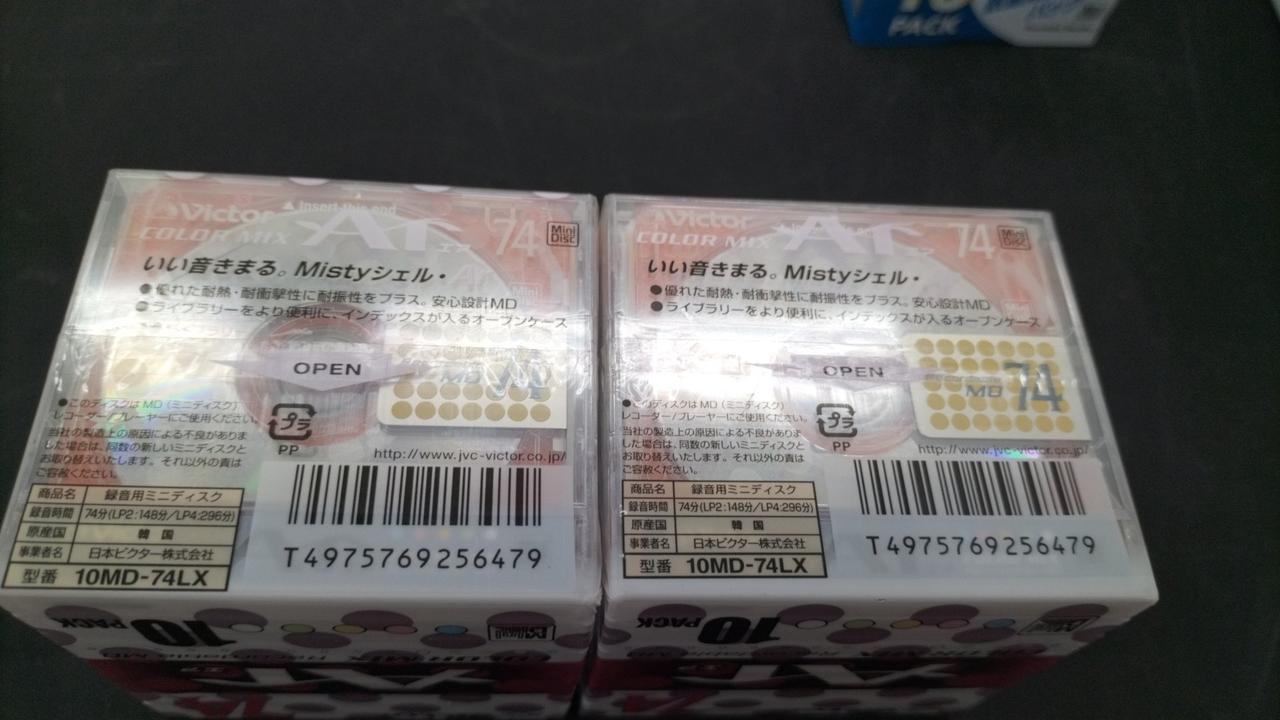 PACK
Victor
▲Insert this end
Ar
エア
74
Mini Disc
COLOR MIX
いい音きまる。Mistyシェル・
●優れた耐熱・耐衝撃性に耐振性をプラス。安心設計MD
●ライブラリーをより便利に、インデックスが入るオープンケース
OPEN
MD 74
●このディスクはMD(ミニディスク)
レコーダー/プレーヤーにご使用ください。
当社の製造上の原因による不良がありま
した場合は、同数の新しいミニディスクと
お取り替えいたします。それ以外の責は
ご容赦ください。
プラ
PP
http://www.jvc-victor.co.jp/
商品名 録音用ミニディスク
録音時間 74分(LP2:148分/LP4:296分)
原産国 韓国
事業者名 日本ビクター株式会社
型番 10MD-74LX
T4975769256479
10 PACK
COLOR MIX Recordable MD
Ar
74
Victor
Ar
74
Mini Disc
COLOR MIX
いい音きまる。Mistyシェル・
●優れた耐熱・耐衝撃性に耐振性をプラス。安心設計MD
●ライブラリーをより便利に、インデックスが入るオープンケース
OPEN
MD 74
●このディスクはMD(ミニディスク)
レコーダー/プレーヤーにご使用ください。
当社の製造上の原因による不良がありま
した場合は、同数の新しいミニディスクと
お取り替えいたします。それ以外の責は
ご容赦ください。
プラ
PP
http://www.jvc-victor.co.jp/
商品名 録音用ミニディスク
録音時間 74分(LP2:148分/LP4:296分)
原産国 韓国
事業者名 日本ビクター株式会社
型番 10MD-74LX
T4975769256479
10 PACK
Ar
74